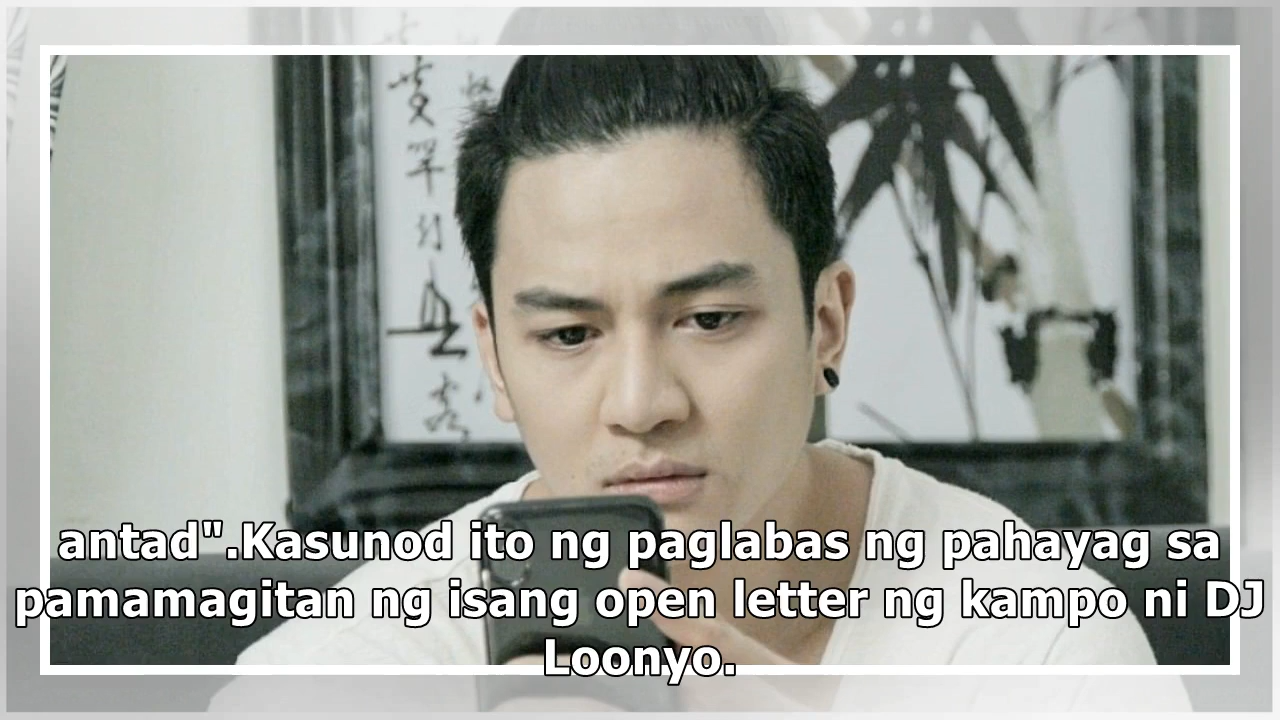 antad".Kasunod ito ng paglabas ng pahayag sa
pamamagitan ng isang open letter ng kampo ni DJ
Loonyo.